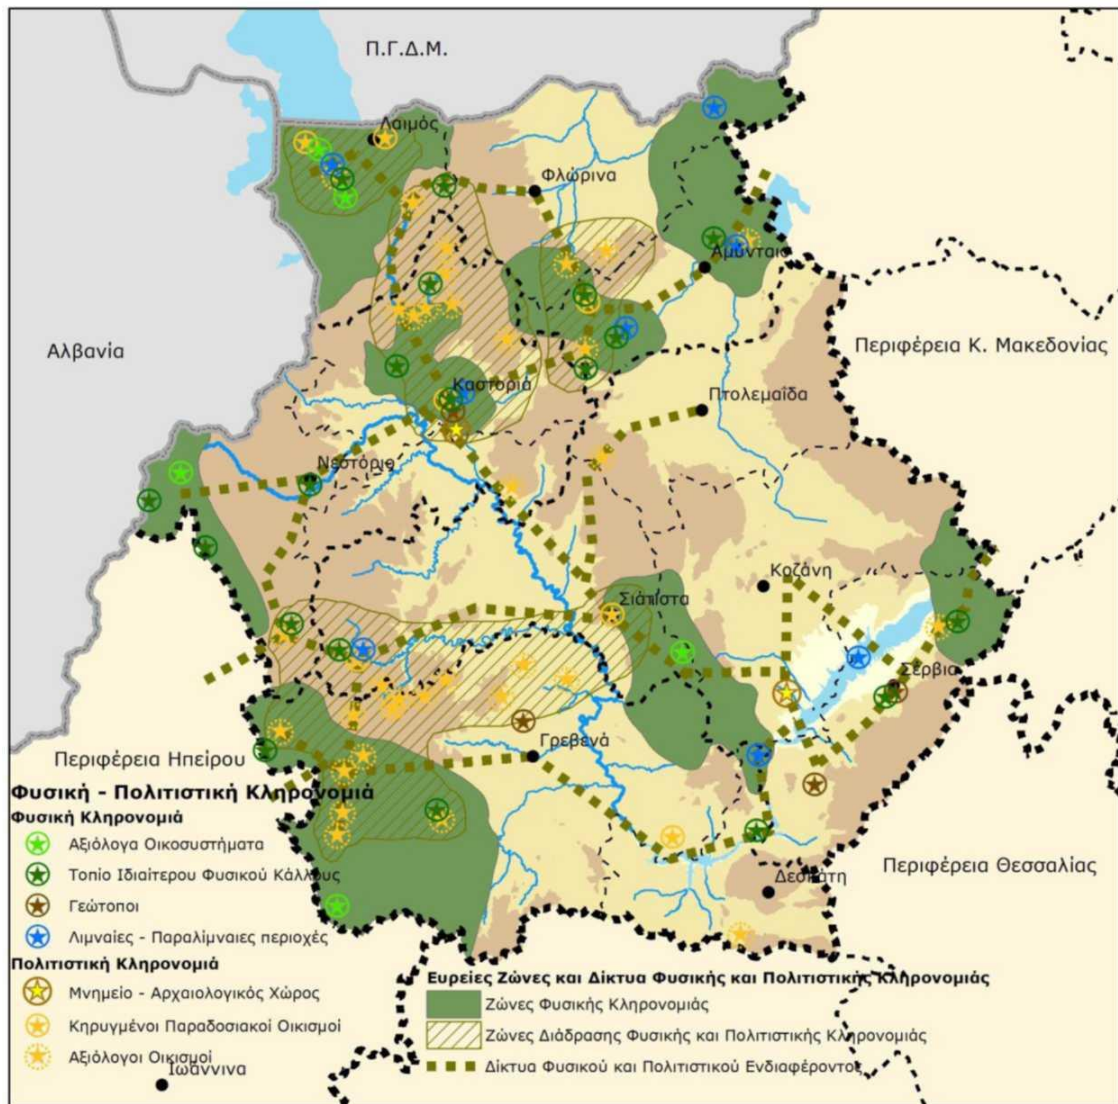 Π.Γ.Δ.Μ.
Λαιμός
Φλώρινα
Αμύνταιο
Αλβανία
Περιφέρεια Κ. Μακεδονίας
Καστοριά
Πτολεμαΐδα
Νεστόριο
Κοζάνη
Σιάτιστα
Σέρβια
Γρεβενά
Περιφέρεια Ηπείρου
Περιφέρεια Θεσσαλίας
Δεσκάτη
Ιωάννινα
Φυσική - Πολιτιστική Κληρονομιά
Φυσική Κληρονομιά
Αξιόλογα Οικοσυστήματα
Τοπίο Ιδιαίτερου Φυσικού Κάλλους
Γεώτοποι
Λιμναίες - Παραλίμναιες περιοχές
Πολιτιστική Κληρονομιά
Μνημείο - Αρχαιολογικός Χώρος
Κηρυγμένοι Παραδοσιακοί Οικισμοί
Αξιόλογοι Οικισμοί
Ευρείες Ζώνες και Δίκτυα Φυσικής και Πολιτιστικής Κληρονομιάς
Ζώνες Φυσικής Κληρονομιάς
Ζώνες Διάδρασης Φυσικής και Πολιτιστικής Κληρονομιάς
Δίκτυα Φυσικού και Πολιτιστικού Ενδιαφέροντος